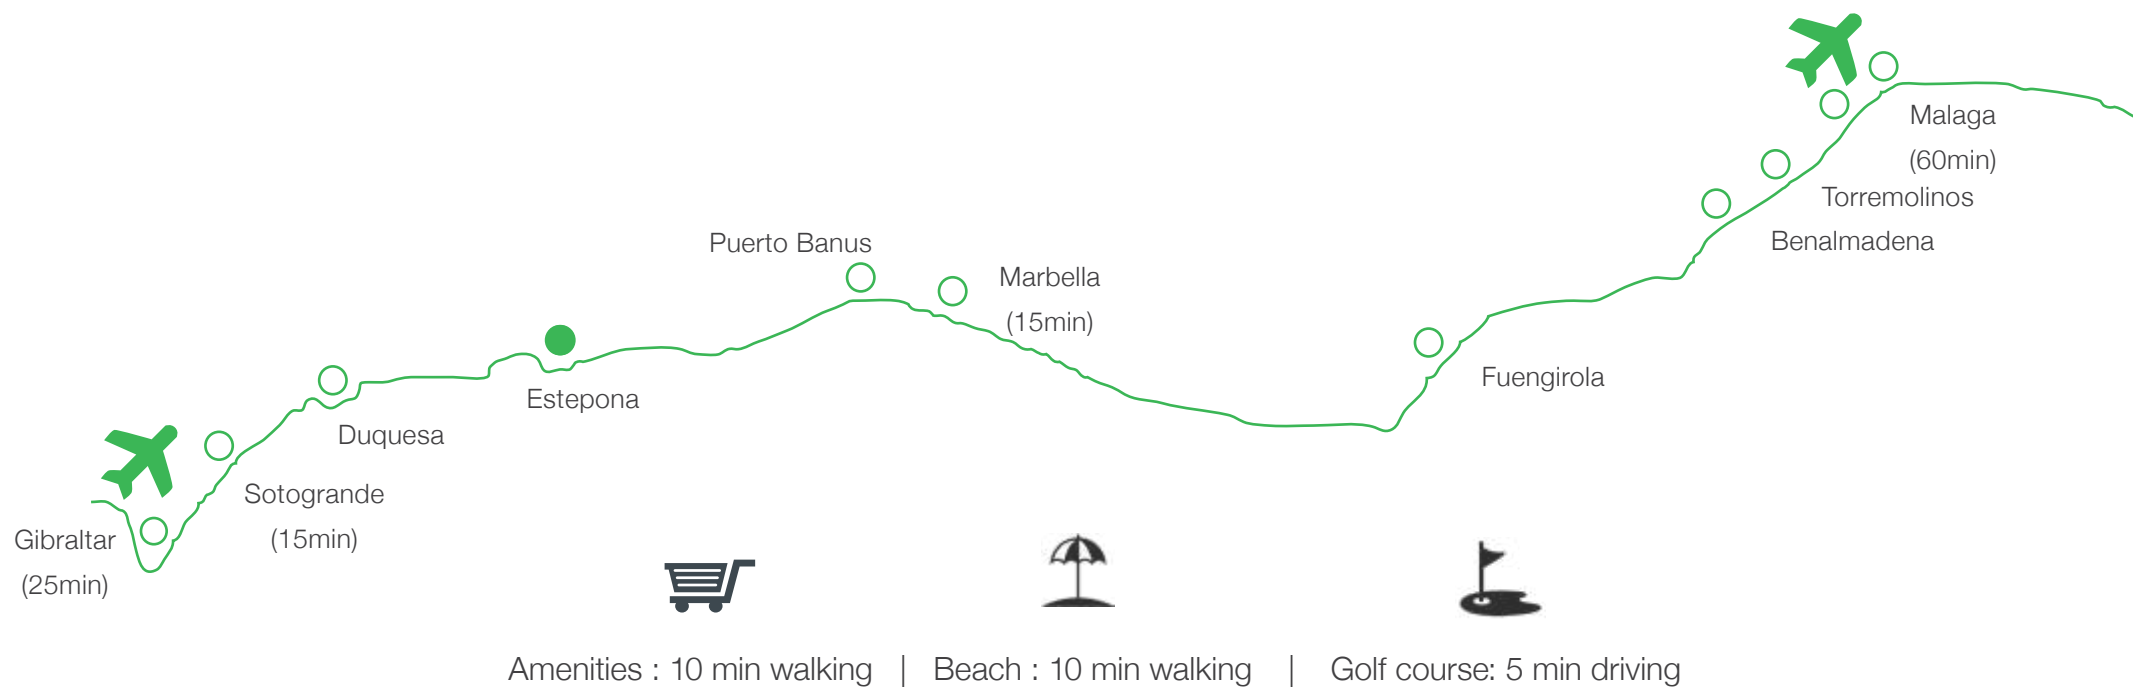 Malaga
(60min)
Torremolinos
Benalmadena
Puerto Banus
Marbella
(15min)
Fuengirola
Estepona
Duquesa
Sotogrande
(15min)
Gibraltar
(25min)
Amenities : 10 min walking | Beach : 10 min walking | Golf course: 5 min driving